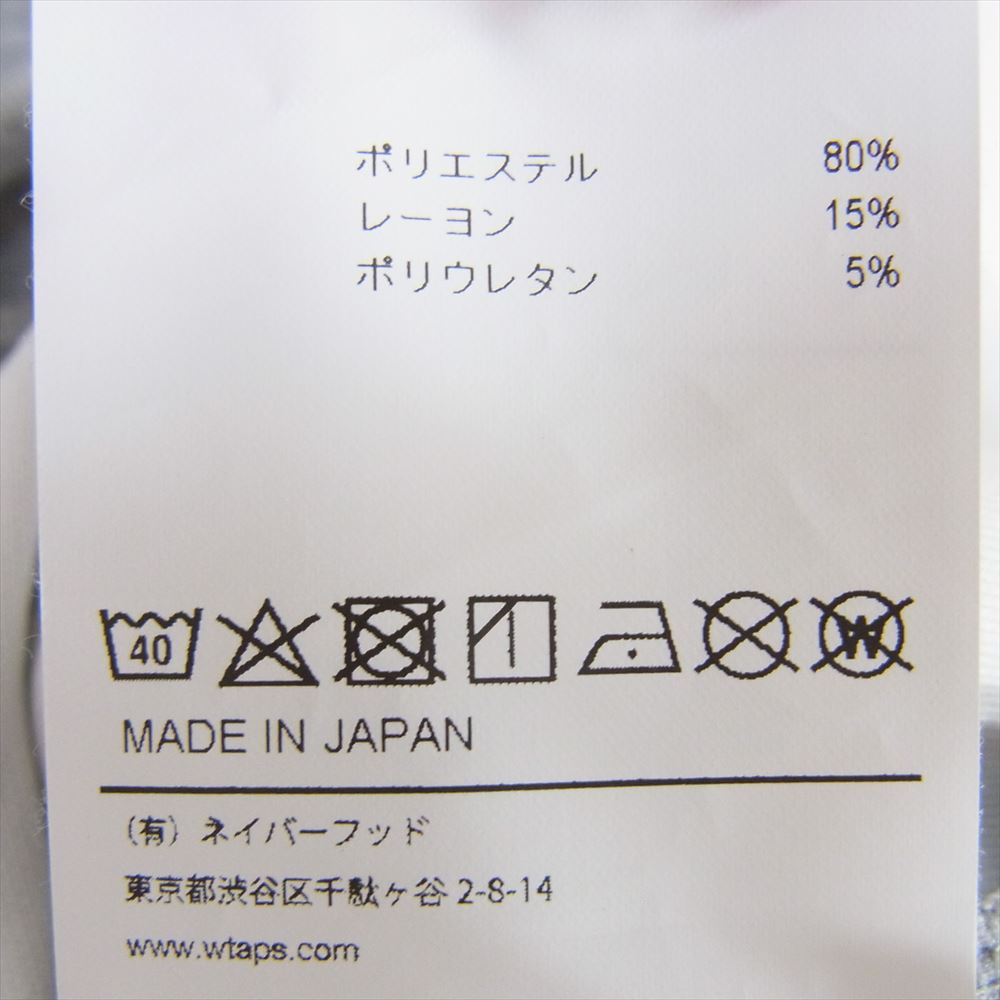 ポリエステル 80%
レーヨン 15%
ポリウレタン 5%
40 W
MADE IN JAPAN
(有) ネイバーフッド
東京都渋谷区千駄ヶ谷 2-8-14
www.wtaps.com